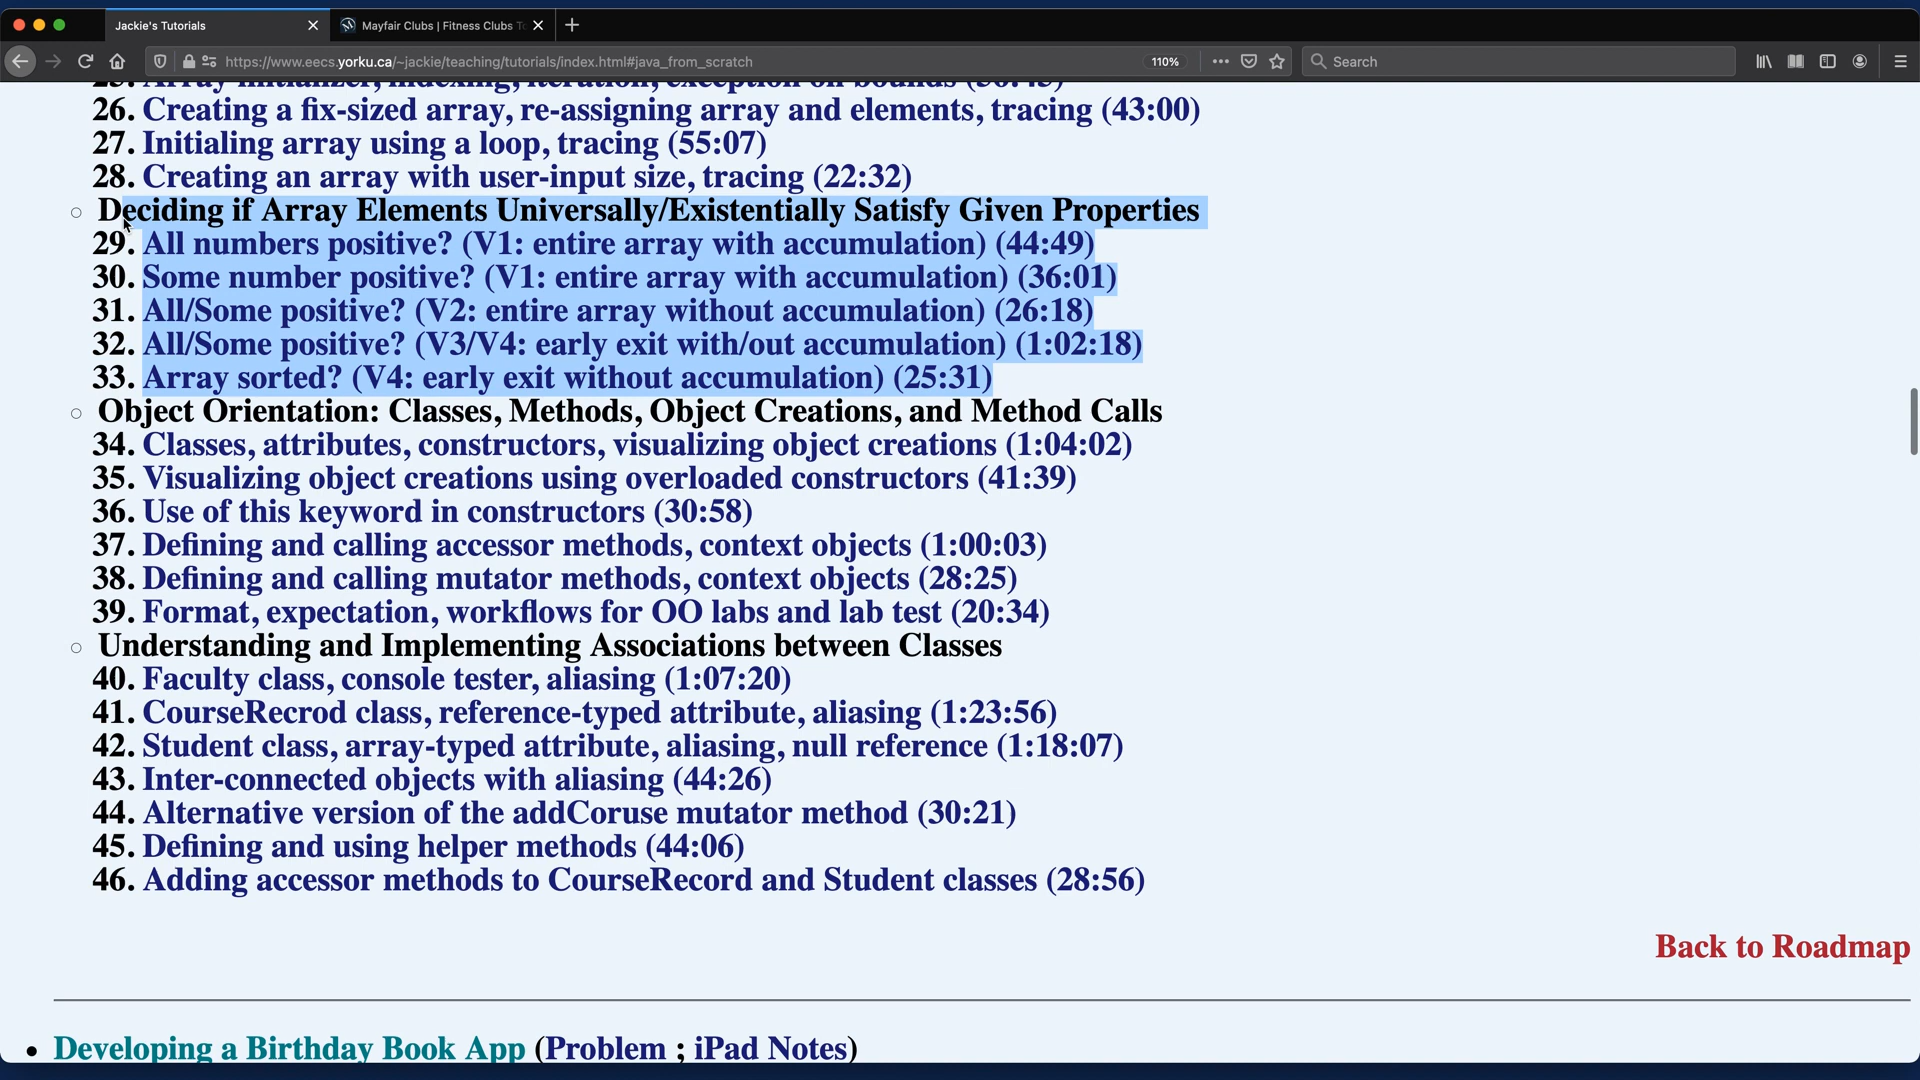 Jackie's Tutorials
Mayfair Clubs | Fitness Clubs To
https://www.eecs.yorku.ca/~jackie/teaching/tutorials/index.html#java_from_scratch
110%
Search
25. Array initializer, indexing, iteration, exception on bounds
26. Creating a fix-sized array, re-assigning array and elements, tracing (43:00)
27. Initialing array using a loop, tracing (55:07)
28. Creating an array with user-input size, tracing (22:32)
Deciding if Array Elements Universally/Existentially Satisfy Given Properties
29. All numbers positive? (V1: entire array with accumulation) (44:49)
30. Some number positive? (V1: entire array with accumulation) (36:01)
31. All/Some positive? (V2: entire array without accumulation) (26:18)
32. All/Some positive? (V3/V4: early exit with/out accumulation) (1:02:18)
33. Array sorted? (V4: early exit without accumulation) (25:31)
Object Orientation: Classes, Methods, Object Creations, and Method Calls
34. Classes, attributes, constructors, visualizing object creations (1:04:02)
35. Visualizing object creations using overloaded constructors (41:39)
36. Use of this keyword in constructors (30:58)
37. Defining and calling accessor methods, context objects (1:00:03)
38. Defining and calling mutator methods, context objects (28:25)
39. Format, expectation, workflows for OO labs and lab test (20:34)
Understanding and Implementing Associations between Classes
40. Faculty class, console tester, aliasing (1:07:20)
41. CourseRecrod class, reference-typed attribute, aliasing (1:23:56)
42. Student class, array-typed attribute, aliasing, null reference (1:18:07)
43. Inter-connected objects with aliasing (44:26)
44. Alternative version of the addCoruse mutator method (30:21)
45. Defining and using helper methods (44:06)
46. Adding accessor methods to CourseRecord and Student classes (28:56)
Back to Roadmap
Developing a Birthday Book App (Problem ; iPad Notes)